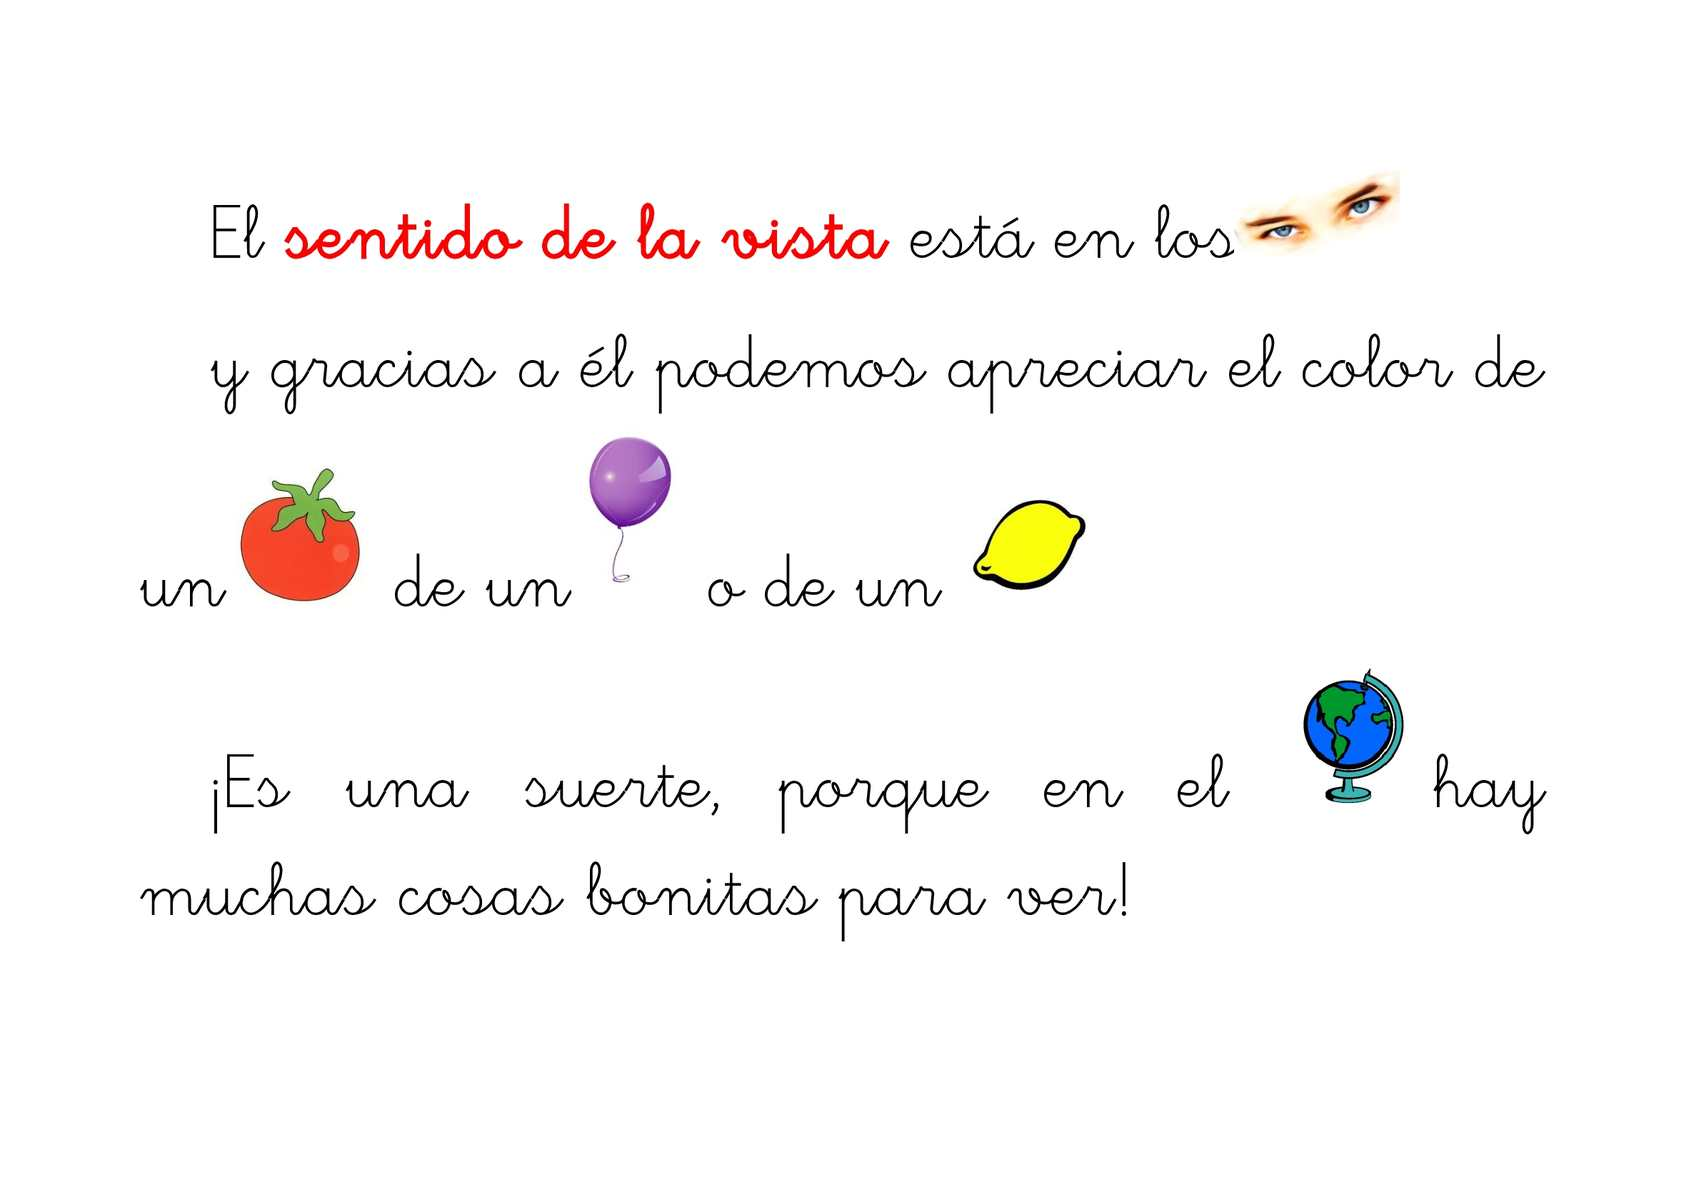 El sentido de la vista está en los
y gracias a él podemos apreciar el color de
un de un o de un
¡Es una suerte, porque en el hay
muchas cosas bonitas para ver!